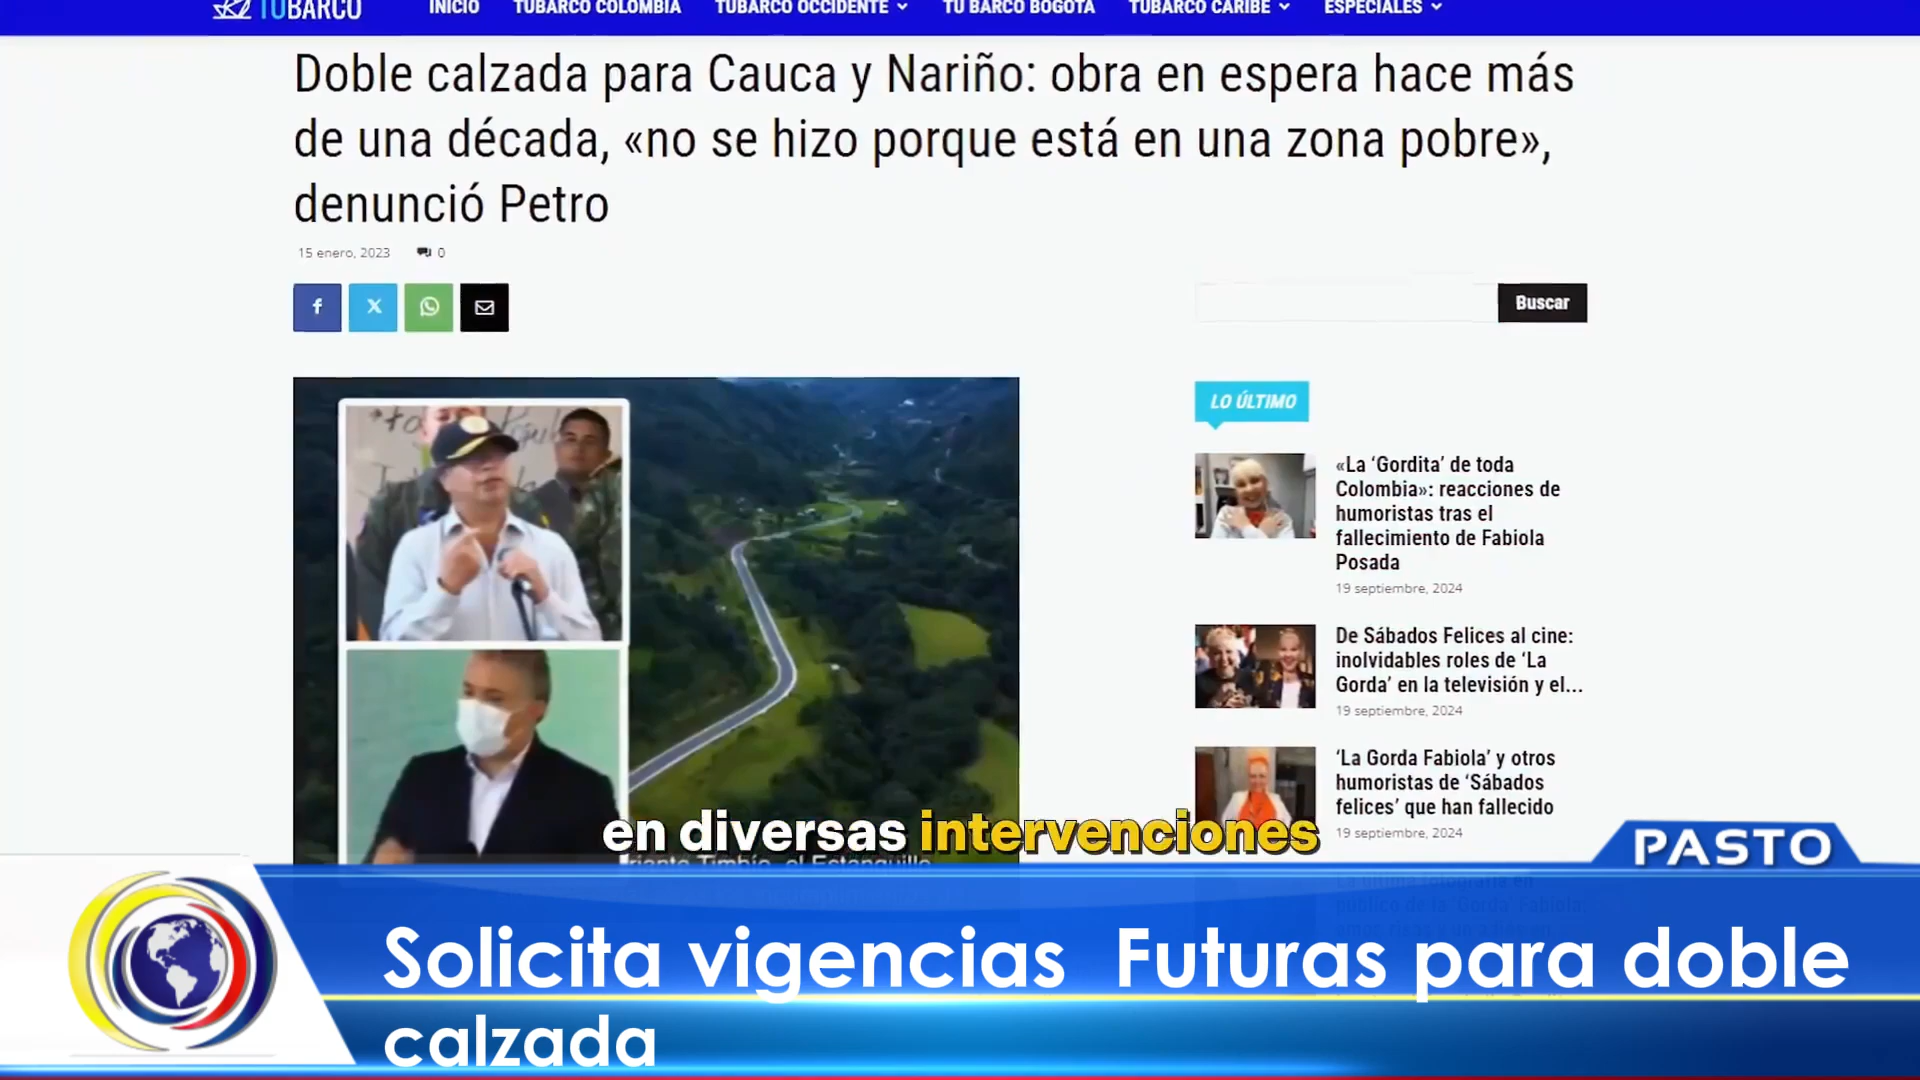 TUBARCO
INICIO
TUBARCO COLOMBIA
TUBARCO OCCIDENTE
TU BARCO BOGOTÁ
TUBARCO CARIBE
ESPECIALES
Doble calzada para Cauca y Nariño: obra en espera hace más
de una década, «no se hizo porque está en una zona pobre»,
denunció Petro
15 enero, 2023
0
Buscar
LO ÚLTIMO
«La ‘Gordita’ de toda
Colombia»: reacciones de
humoristas tras el
fallecimiento de Fabiola
Posada
19 septiembre, 2024
De Sábados Felices al cine:
inolvidables roles de ‘La
Gorda’ en la televisión y el...
19 septiembre, 2024
‘La Gorda Fabiola’ y otros
humoristas de ‘Sábados
felices’ que han fallecido
19 septiembre, 2024
en diversas intervenciones
Timbío, el Estanquillo
PASTO
Solicita vigencias Futuras para doble
calzada